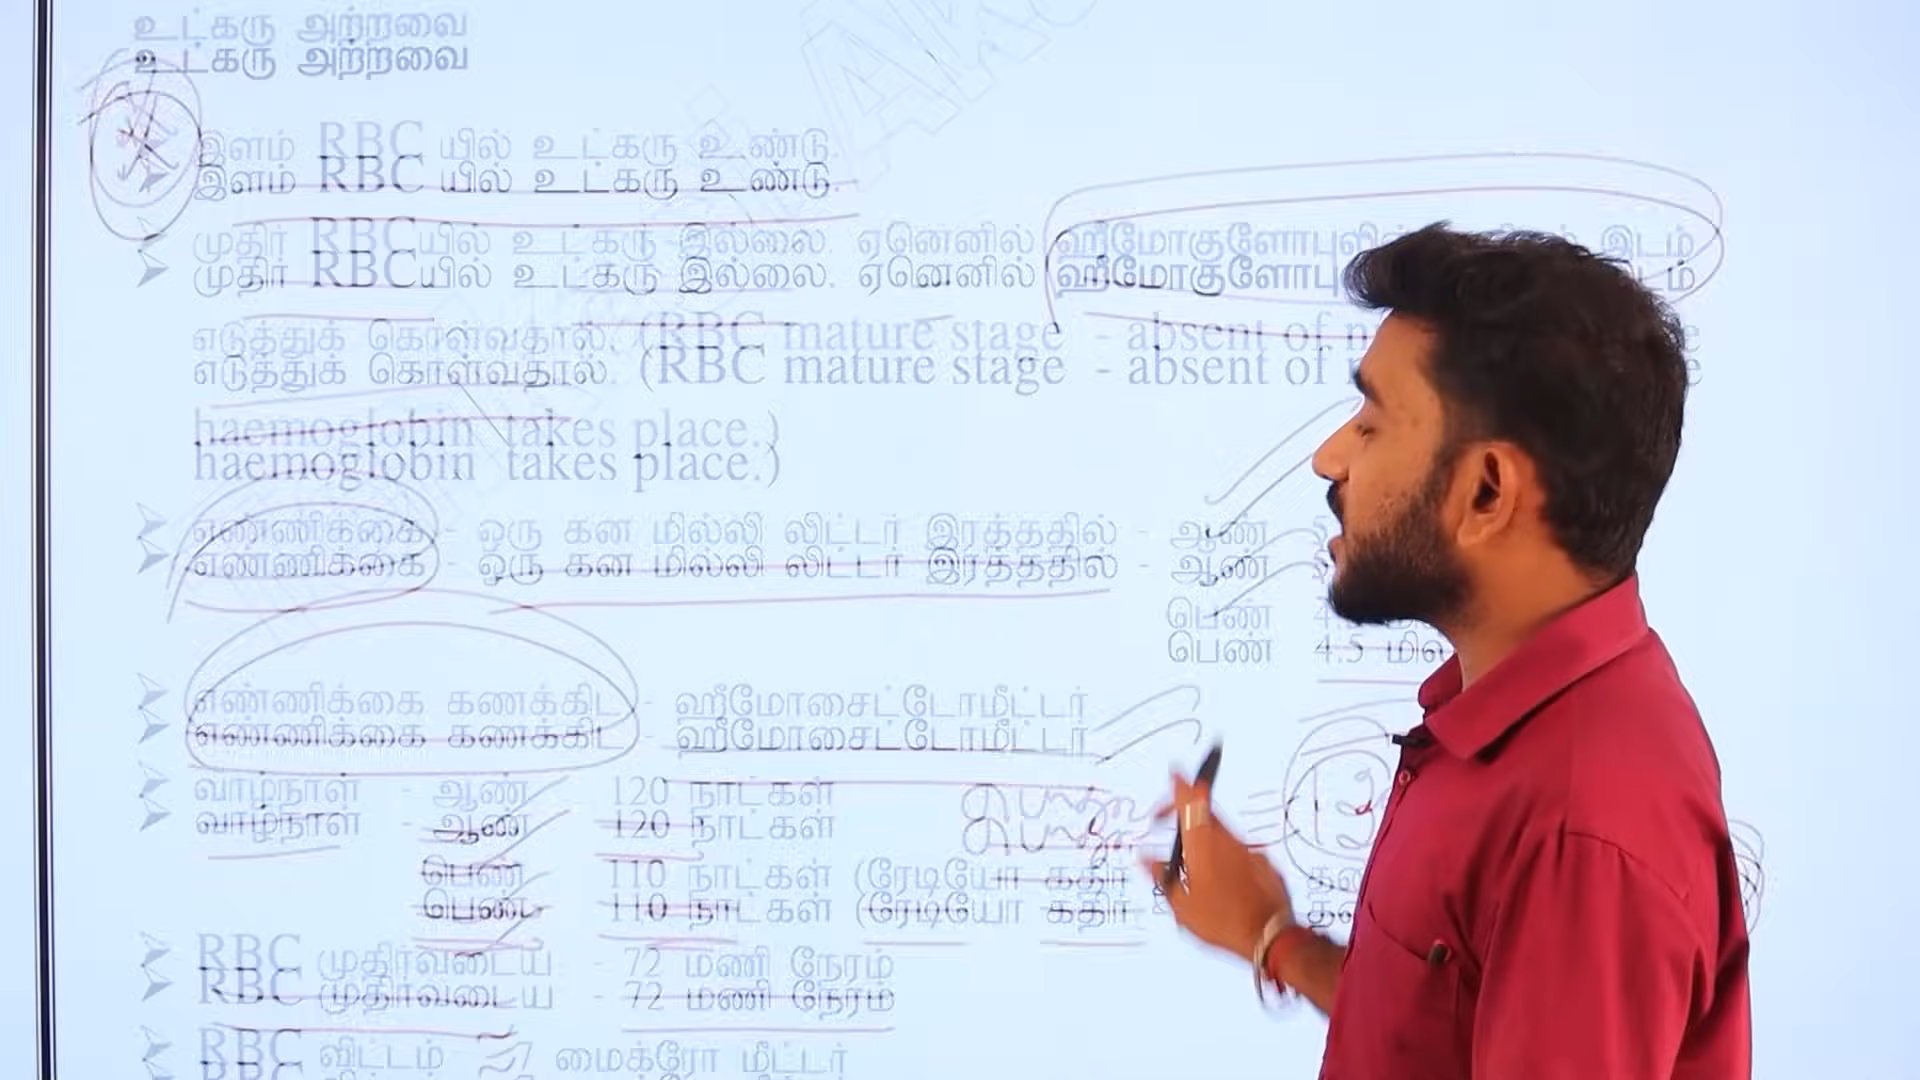 உட்கரு அற்றவை
இளம் RBC யில் உட்கரு உண்டு.
முதிர் RBCயில் உட்கரு இல்லை. ஏனெனில் ஹீமோகுளோபுலின் இடம்
எடுத்துக் கொள்வதால். (RBC mature stage - absent of
haemoglobin takes place.)
எண்ணிக்கை - ஒரு கன மில்லி லிட்டர் இரத்ததில் - ஆண்
பெண் 4.5
எண்ணிக்கை கணக்கிட - ஹீமோசைட்டோமீட்டர்
வாழ்நாள் - ஆண் 120 நாட்கள் 13
பெண் 110 நாட்கள் (ரேடியோ கதிர்
RBC முதிர்வடைய - 72 மணி நேரம்
RBC விட்டம் 7 மைக்ரோ மீட்டர்